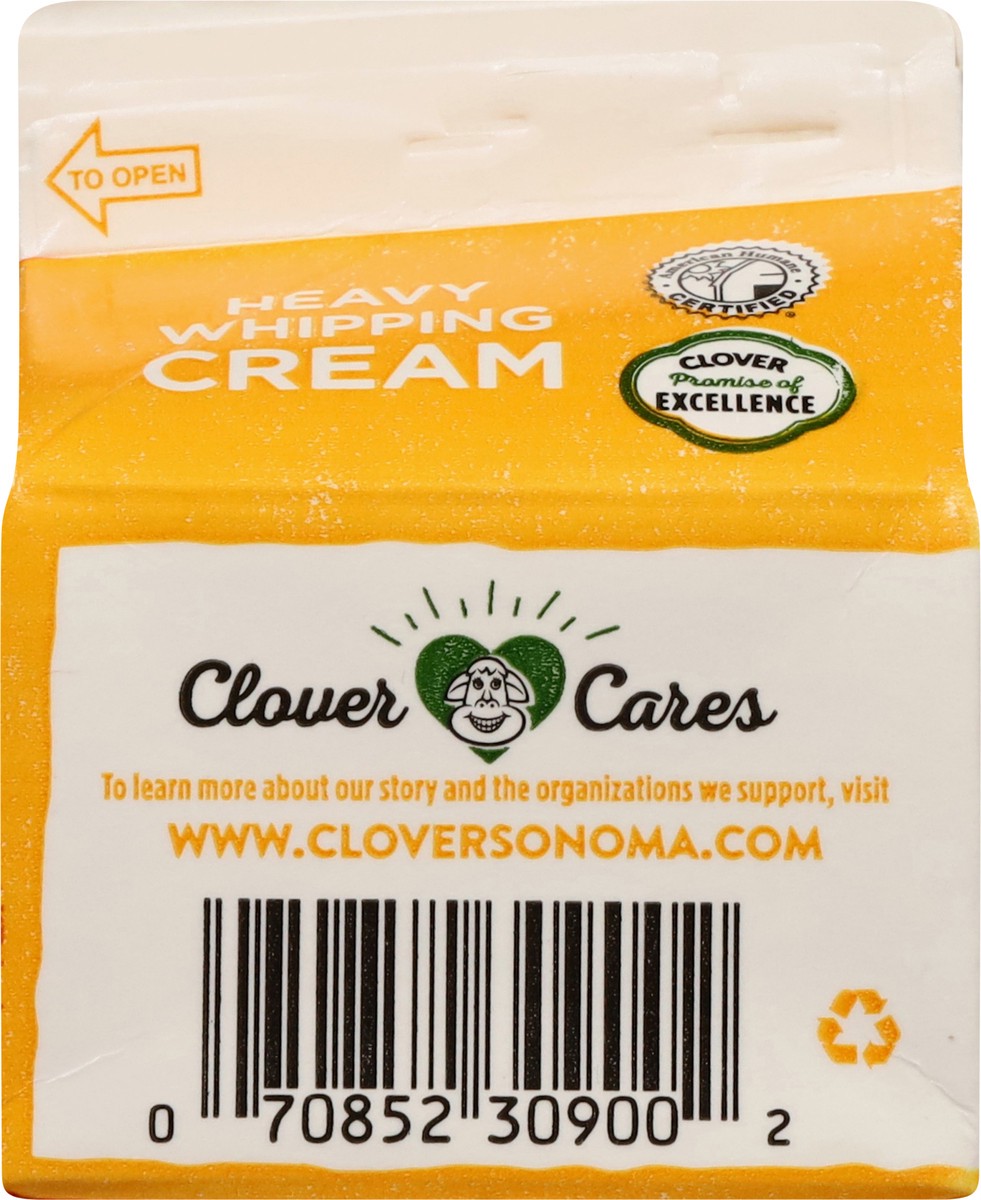 TO OPEN
HEAVY
WHIPPING
CREAM
American Humane
CERTIFIED
®
CLOVER
Promise of
EXCELLENCE
Clover Cares
To learn more about our story and the organizations we support, visit
WWW.CLOVERSONOMA.COM
0 70852 30900 2